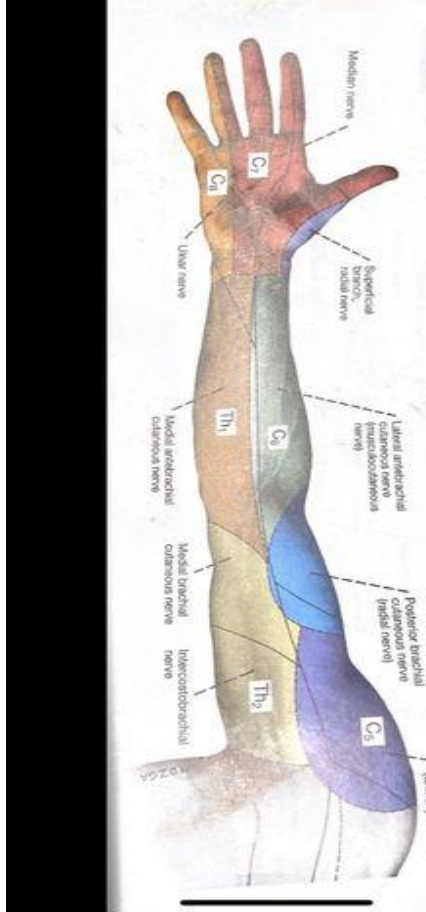 Median nerve
C7
C8
Ulnar nerve
Superficial
branch,
radial nerve
Lateral antebrachial
cutaneous nerve
(musculocutaneous
nerve)
C6
Th1
Medial antebrachial
cutaneous nerve
Posterior brachial
cutaneous nerve
(radial nerve)
Medial brachial
cutaneous nerve
Intercostobrachial
nerve
Th2
C5
MOZGA